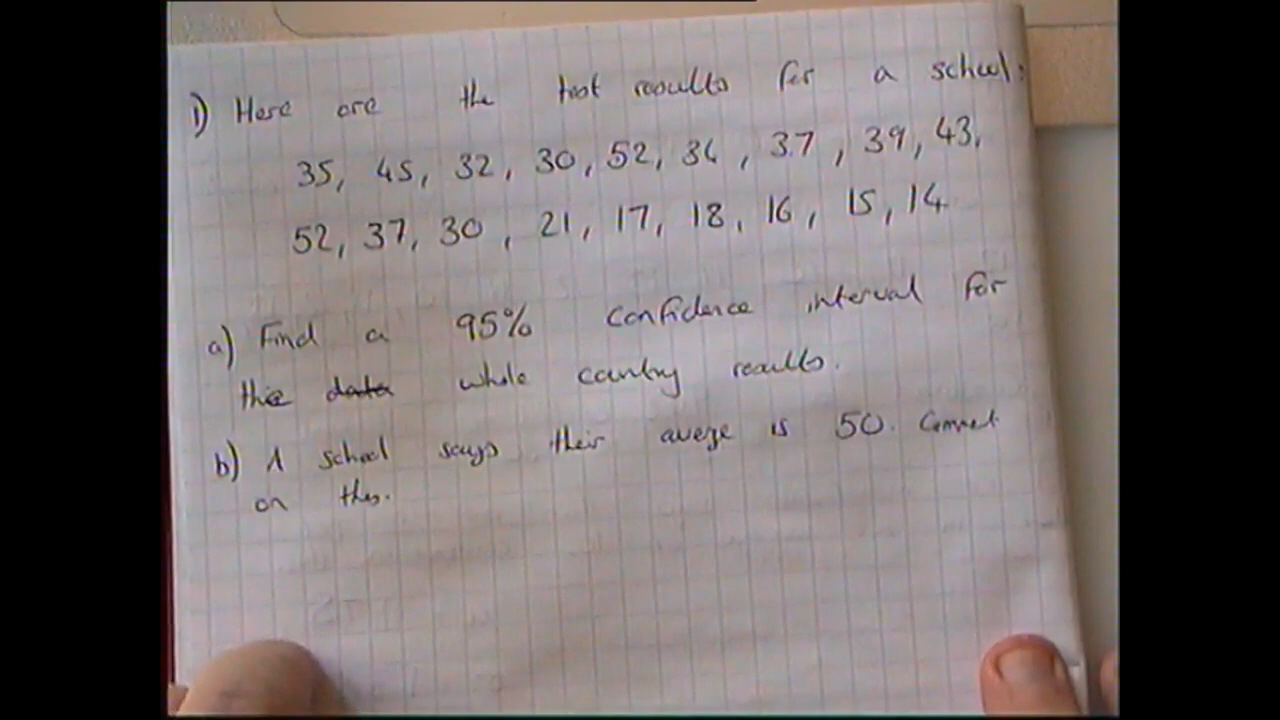 1) Here are the test results for a school:
35, 45, 32, 30, 52, 36, 37, 39, 43,
52, 37, 30, 21, 17, 18, 16, 15, 14
a) Find a 95% confidence interval for
the data whole country results.
b) A school says their averge is 50. Comment
on this.